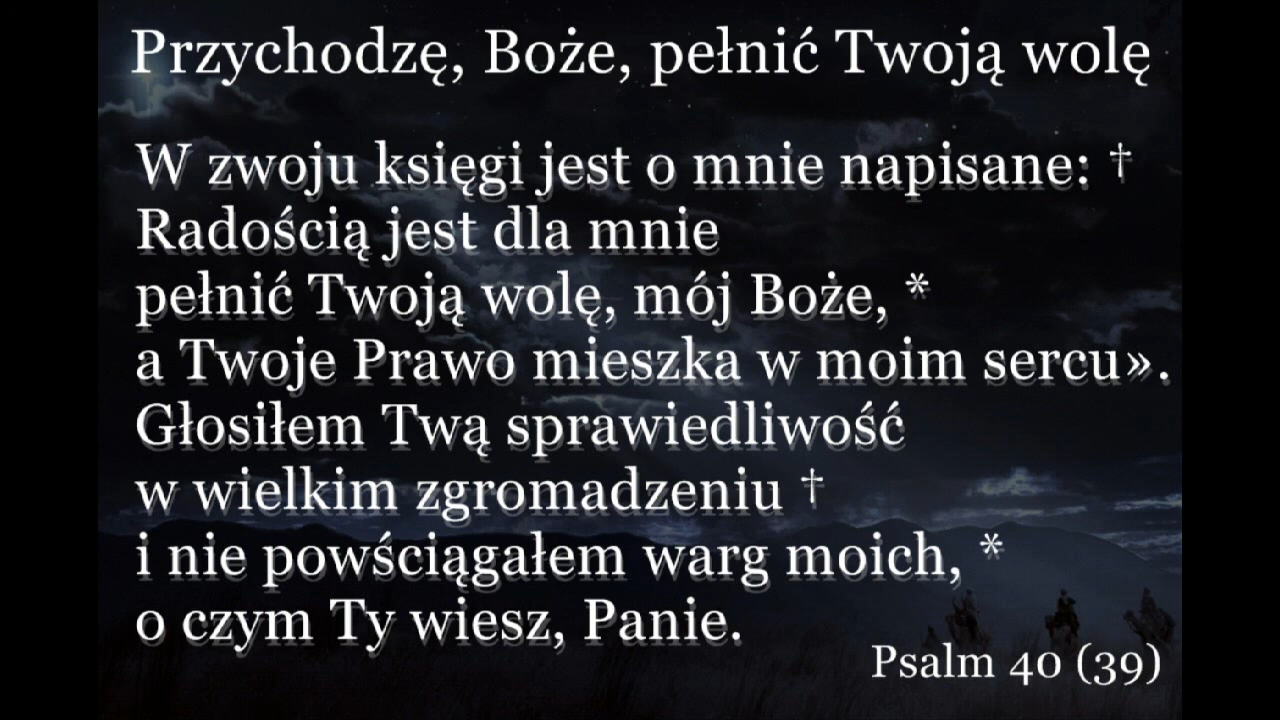 Przychodzę, Boże, pełnić Twoją wolę
W zwoju księgi jest o mnie napisane: †
Radością jest dla mnie
pełnić Twoją wolę, mój Boże, *
a Twoje Prawo mieszka w moim sercu».
Głosiłem Twą sprawiedliwość
w wielkim zgromadzeniu †
i nie powściągałem warg moich, *
o czym Ty wiesz, Panie.
Psalm 40 (39)